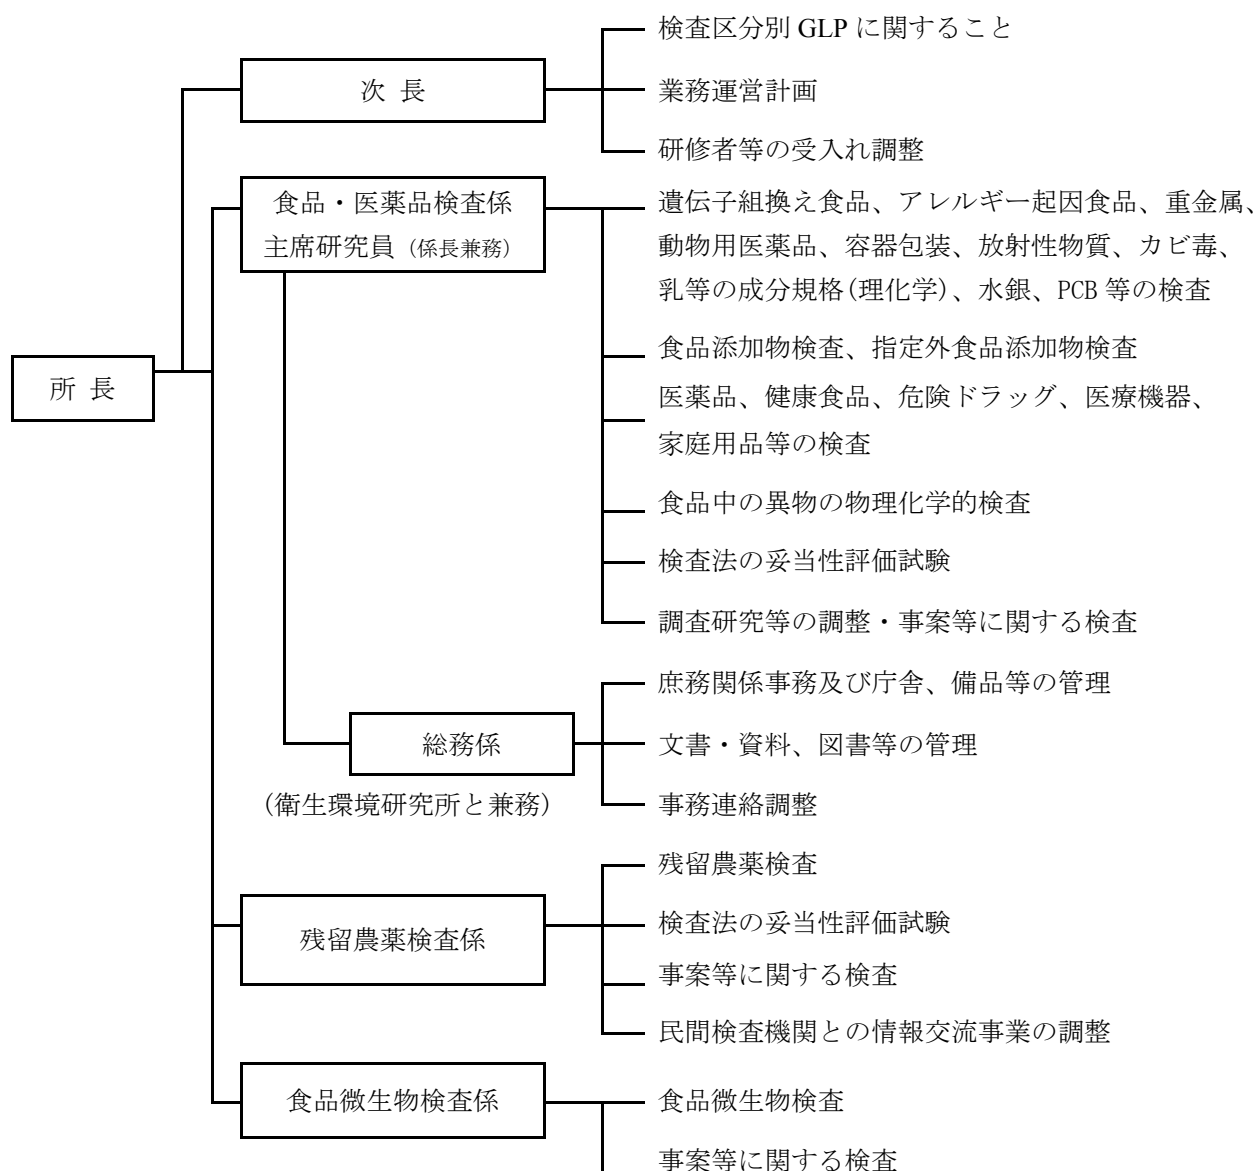 検査区分別 GLP に関すること
次 長
業務運営計画
研修者等の受入れ調整
食品・医薬品検査係
主席研究員（係長兼務）
遺伝子組換え食品、アレルギー起因食品、重金属、
動物用医薬品、容器包装、放射性物質、カビ毒、
乳等の成分規格(理化学)、水銀、PCB 等の検査
食品添加物検査、指定外食品添加物検査
所 長
医薬品、健康食品、危険ドラッグ、医療機器、
家庭用品等の検査
食品中の異物の物理化学的検査
検査法の妥当性評価試験
調査研究等の調整・事案等に関する検査
庶務関係事務及び庁舎、備品等の管理
総務係
文書・資料、図書等の管理
（衛生環境研究所と兼務）
事務連絡調整
残留農薬検査
残留農薬検査係
検査法の妥当性評価試験
事案等に関する検査
民間検査機関との情報交流事業の調整
食品微生物検査係
食品微生物検査
事案等に関する検査